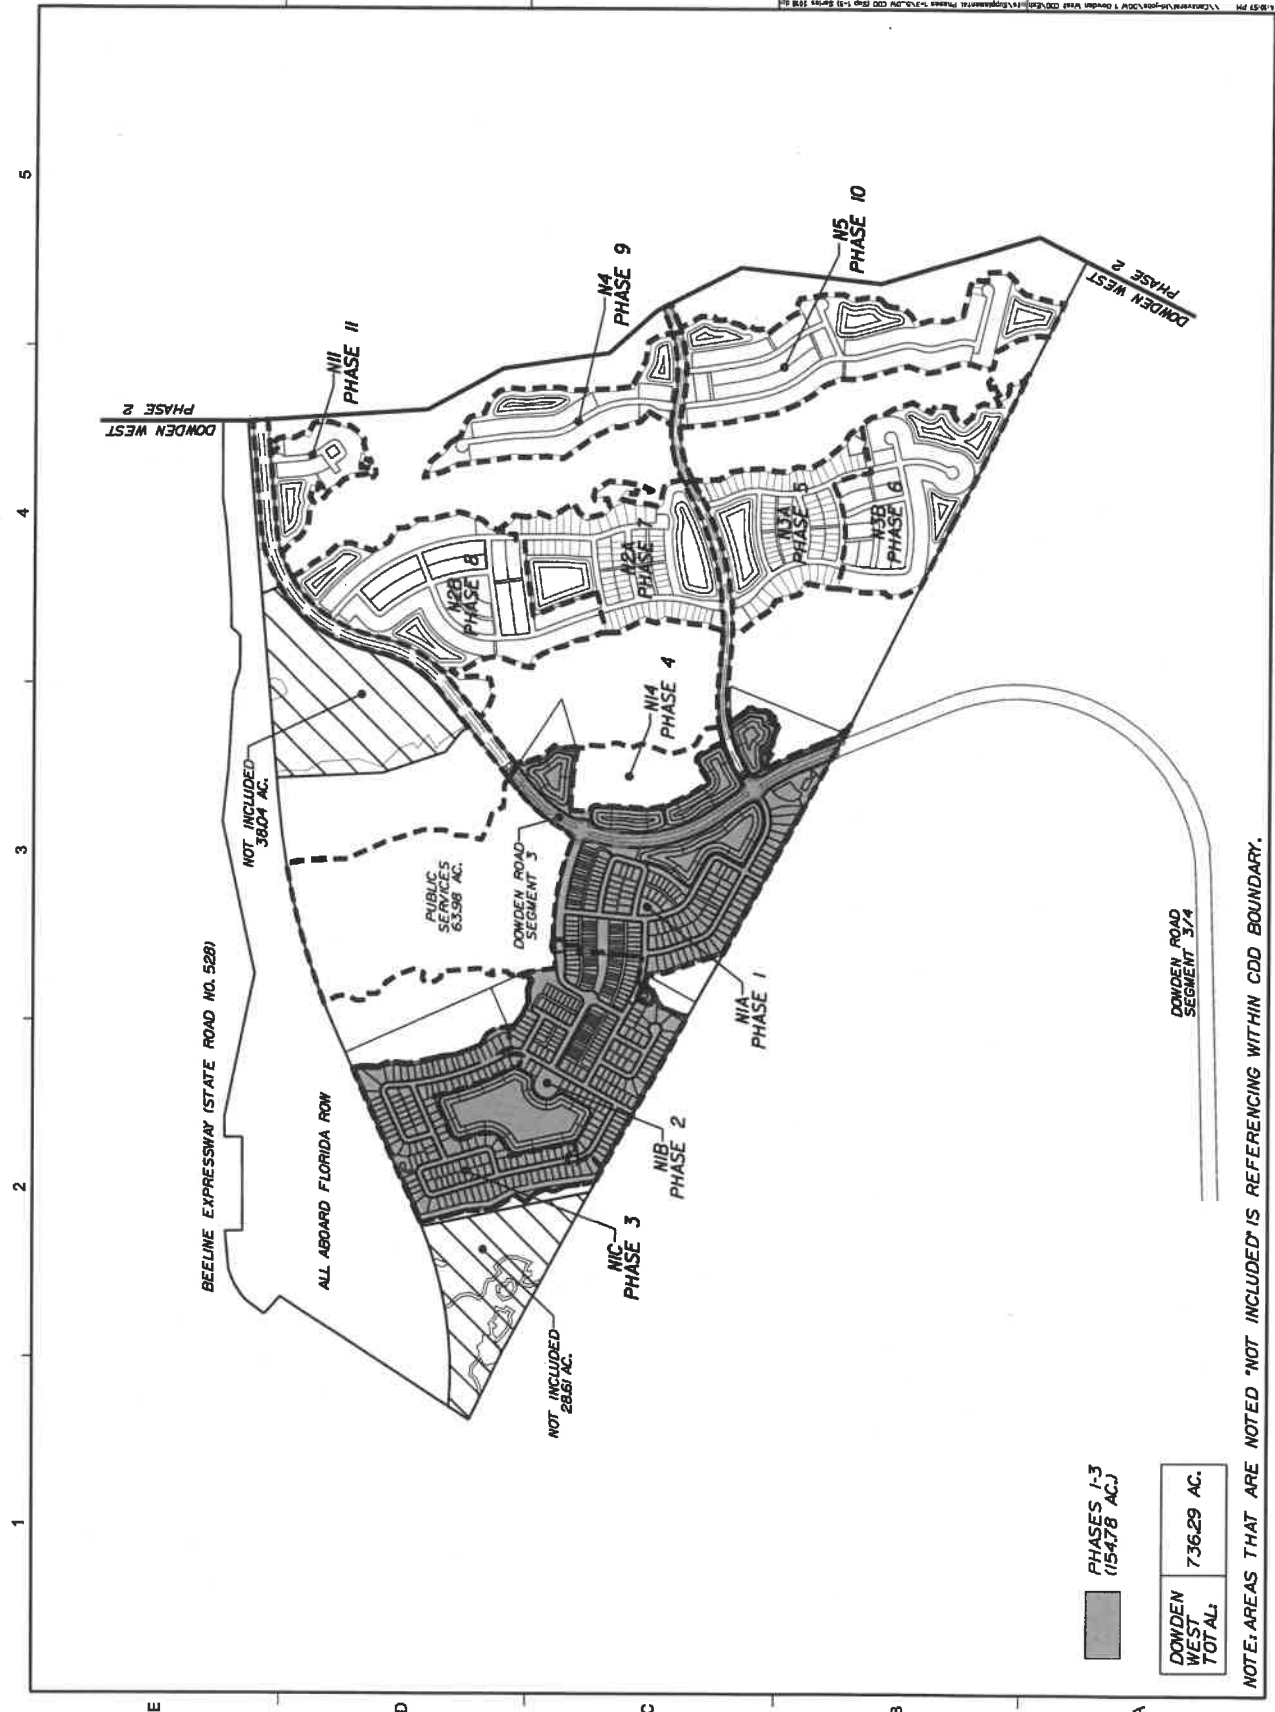 1
2
3
4
5
E
D
C
B
A
BEELINE EXPRESSWAY (STATE ROAD NO. 528)
ALL ABOARD FLORIDA ROW
NOT INCLUDED
38.04 AC.
DOWDEN WEST
PHASE 2
N11
PHASE 11
N4
PHASE 9
N5
PHASE 10
DOWDEN WEST
PHASE 2
N2B
PHASE 8
N2A
PHASE 7
N3A
PHASE 5
N3B
PHASE 6
N14
PHASE 4
PUBLIC
SERVICES
63.98 AC.
DOWDEN ROAD
SEGMENT 3
N1A
PHASE 1
N1B
PHASE 2
N1C
PHASE 3
NOT INCLUDED
28.61 AC.
DOWDEN ROAD
SEGMENT 3/4
PHASES 1-3
(154.78 AC.)
DOWDEN
WEST
TOTAL:
736.29 AC.
NOTE: AREAS THAT ARE NOTED "NOT INCLUDED" IS REFERENCING WITHIN CDD BOUNDARY.